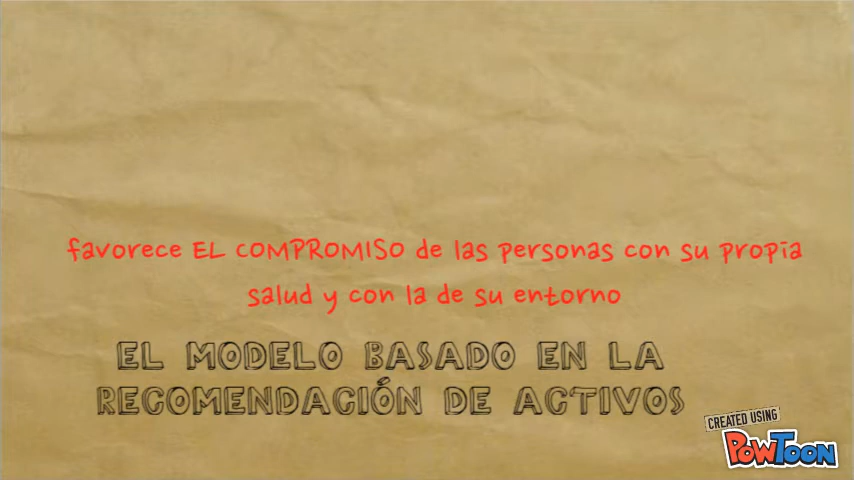 favorece EL COMPROMISO de las personas con su propia
salud y con la de su entorno
EL MODELO BASADO EN LA
RECOMENDACIÓN DE ACTIVOS
CREATED USING
POWTOON